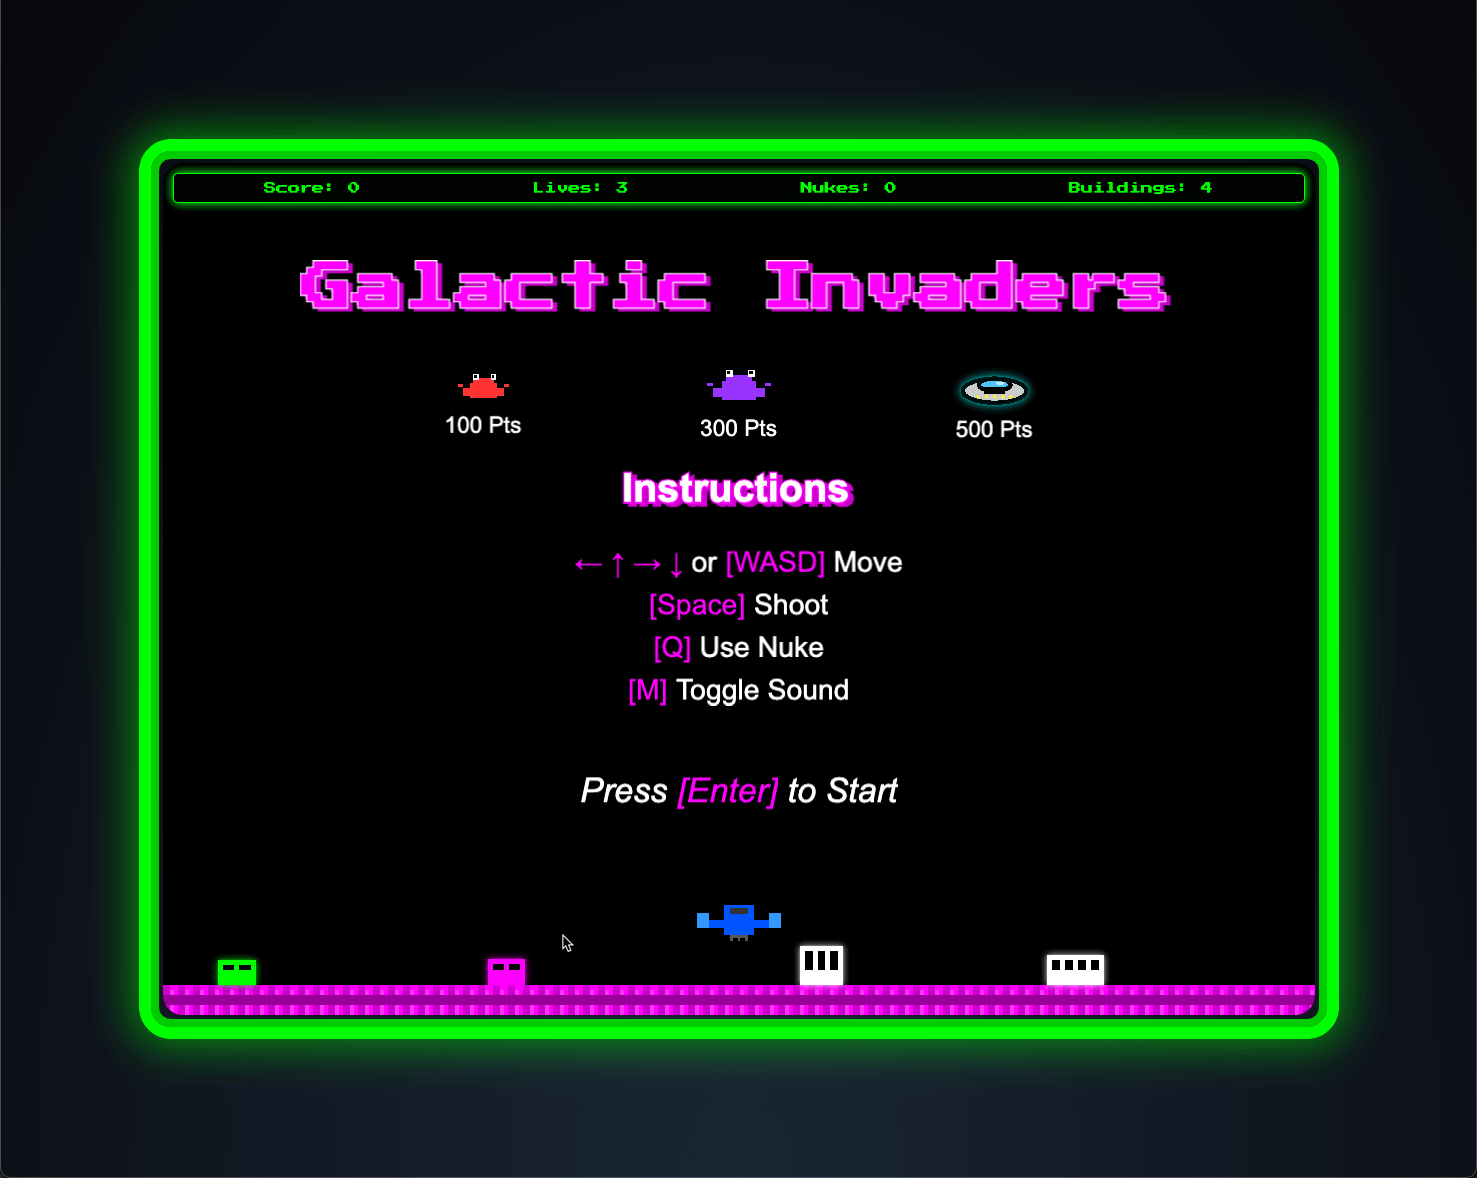 Score: 0 Lives: 3 Nukes: 0 Buildings: 4
Galactic Invaders
100 Pts 300 Pts 500 Pts
Instructions
←↑→↓ or [WASD] Move
[Space] Shoot
[Q] Use Nuke
[M] Toggle Sound
Press [Enter] to Start